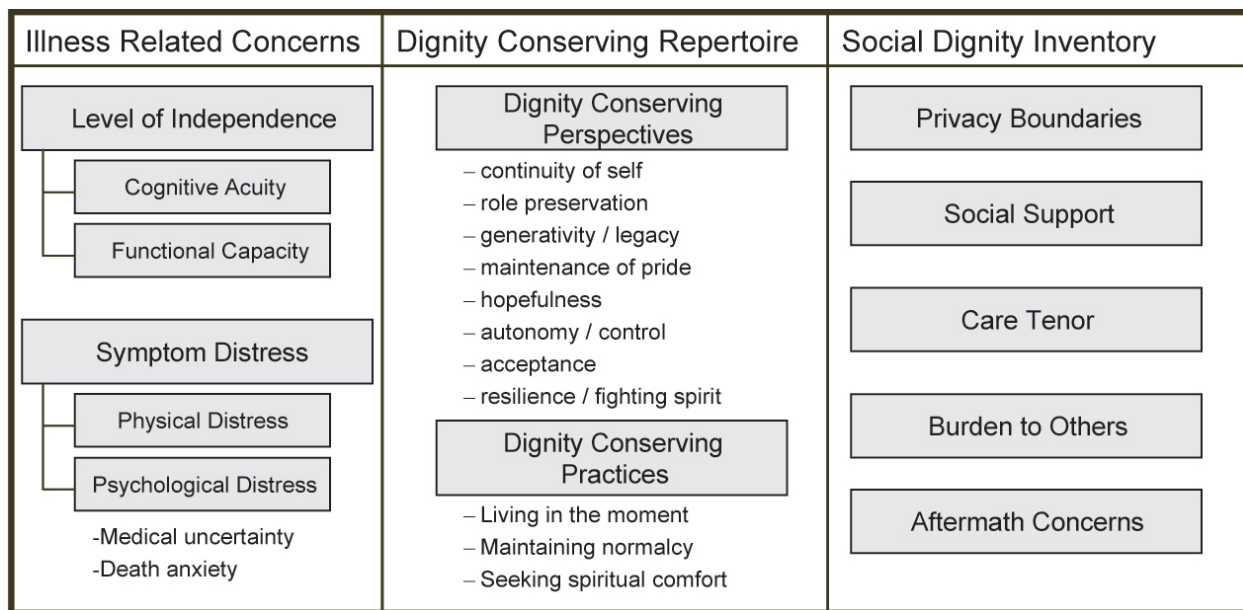 Illness Related Concerns
Level of Independence
Cognitive Acuity
Functional Capacity
Symptom Distress
Physical Distress
Psychological Distress
-Medical uncertainty
-Death anxiety
Dignity Conserving Repertoire
Dignity Conserving
Perspectives
– continuity of self
– role preservation
– generativity / legacy
– maintenance of pride
– hopefulness
– autonomy / control
– acceptance
– resilience / fighting spirit
Dignity Conserving
Practices
– Living in the moment
– Maintaining normalcy
– Seeking spiritual comfort
Social Dignity Inventory
Privacy Boundaries
Social Support
Care Tenor
Burden to Others
Aftermath Concerns